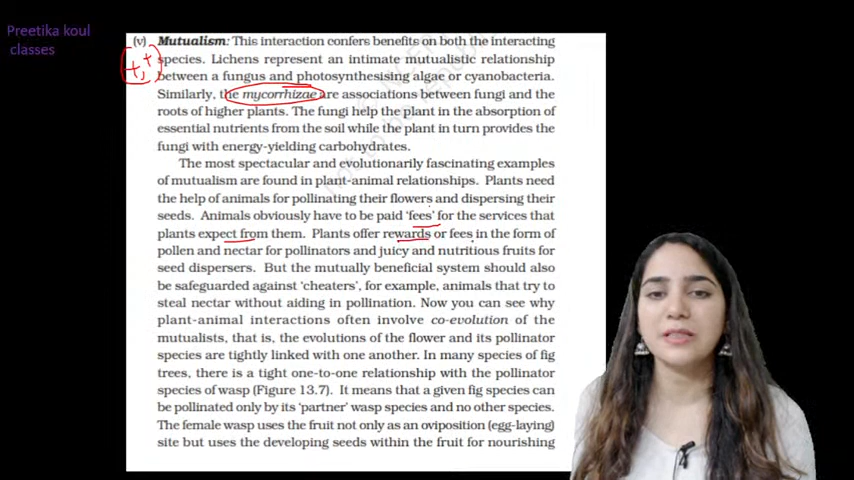 Preetika koul
classes
(v) Mutualism: This interaction confers benefits on both the interacting
+,+
species. Lichens represent an intimate mutualistic relationship
between a fungus and photosynthesising algae or cyanobacteria.
Similarly, the mycorrhizae are associations between fungi and the
roots of higher plants. The fungi help the plant in the absorption of
essential nutrients from the soil while the plant in turn provides the
fungi with energy-yielding carbohydrates.
The most spectacular and evolutionarily fascinating examples
of mutualism are found in plant-animal relationships. Plants need
the help of animals for pollinating their flowers and dispersing their
seeds. Animals obviously have to be paid ‘fees’ for the services that
plants expect from them. Plants offer rewards or fees in the form of
pollen and nectar for pollinators and juicy and nutritious fruits for
seed dispersers. But the mutually beneficial system should also
be safeguarded against ‘cheaters’, for example, animals that try to
steal nectar without aiding in pollination. Now you can see why
plant-animal interactions often involve co-evolution of the
mutualists, that is, the evolutions of the flower and its pollinator
species are tightly linked with one another. In many species of fig
trees, there is a tight one-to-one relationship with the pollinator
species of wasp (Figure 13.7). It means that a given fig species can
be pollinated only by its ‘partner’ wasp species and no other species.
The female wasp uses the fruit not only as an oviposition (egg-laying)
site but uses the developing seeds within the fruit for nourishing